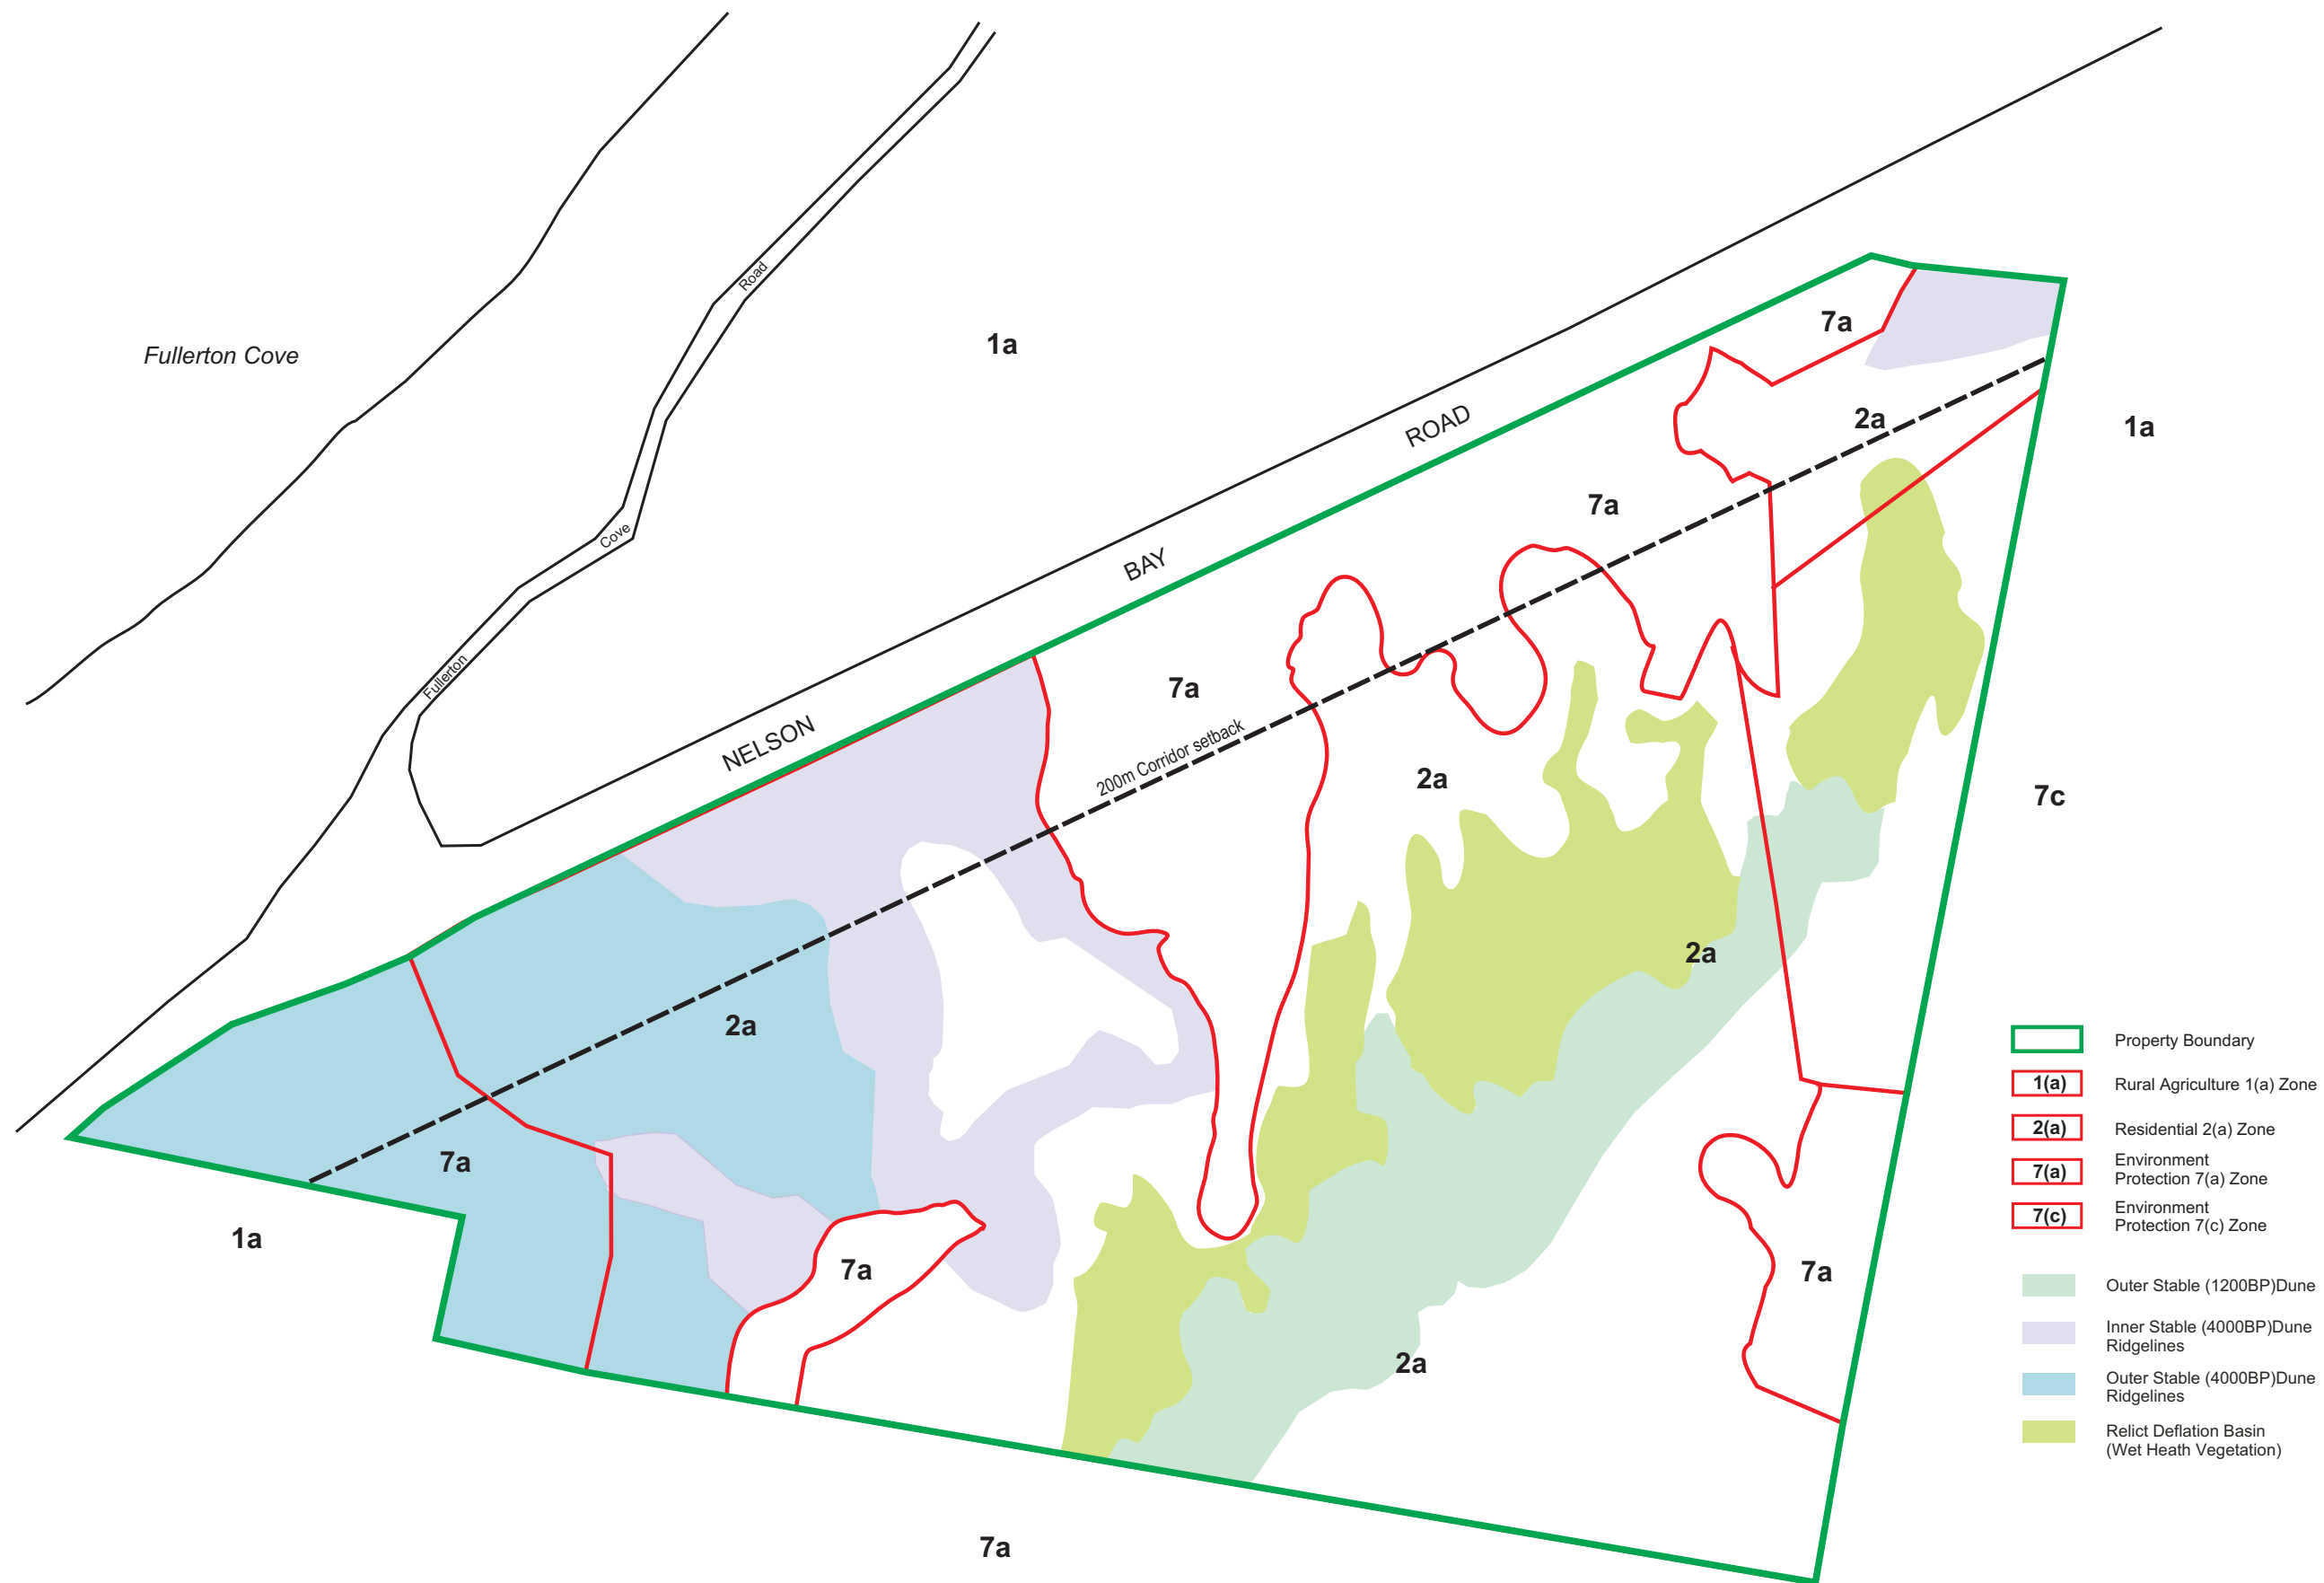 Road
7a
Fullerton Cove
1a
ROAD
2a
1a
7a
Cove
BAY
Fullerton
7a
NELSON
200m Corridor setback
2a
7c
2a
2a
Property Boundary
1(a) Rural Agriculture 1(a) Zone
2(a) Residential 2(a) Zone
7a
Environment
7(a) Protection 7(a) Zone
1a
Environment
7(c) Protection 7(c) Zone
7a
7a
Outer Stable (1200BP)Dune
Inner Stable (4000BP)Dune
Ridgelines
2a
Outer Stable (4000BP)Dune
Ridgelines
Relict Deflation Basin
(Wet Heath Vegetation)
7a